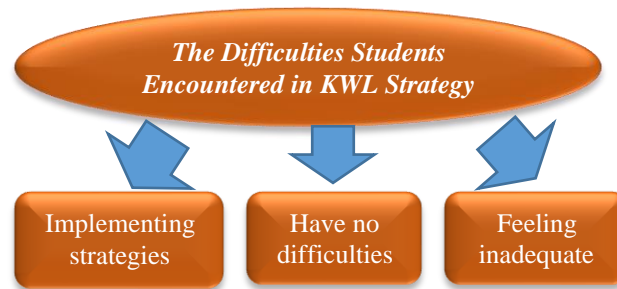 The Difficulties Students
Encountered in KWL Strategy
Implementing
strategies
Have no
difficulties
Feeling
inadequate